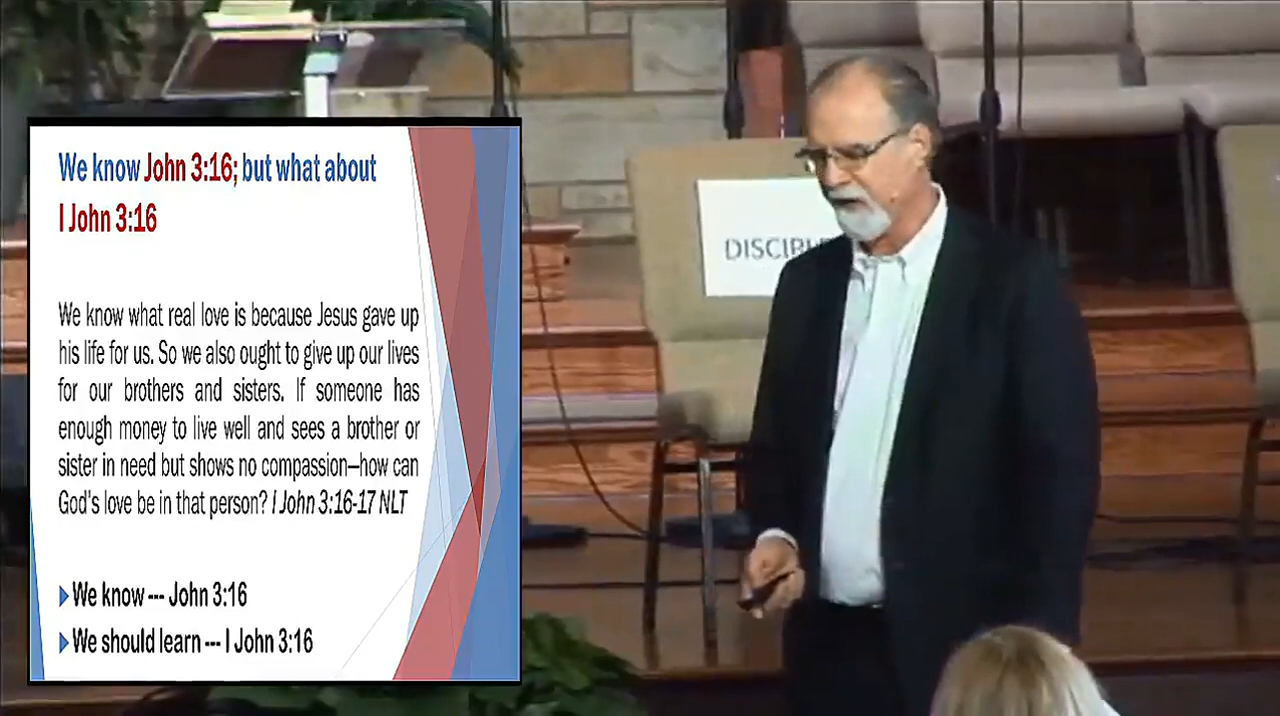 We know John 3:16; but what about
I John 3:16
We know what real love is because Jesus gave up
his life for us. So we also ought to give up our lives
for our brothers and sisters. If someone has
enough money to live well and sees a brother or
sister in need but shows no compassion—how can
God's love be in that person? I John 3:16-17 NLT
We know --- John 3:16
We should learn --- I John 3:16